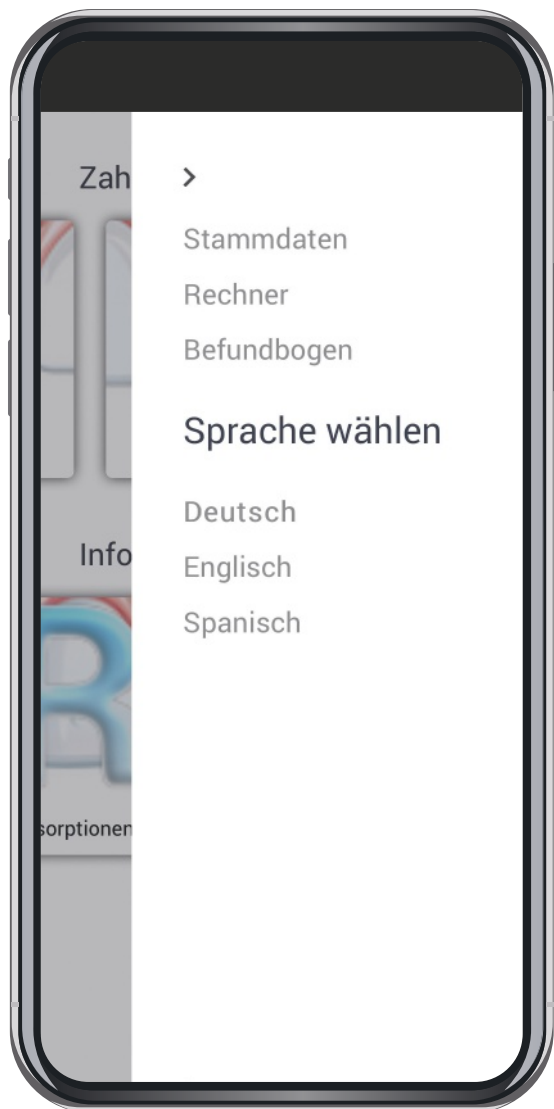 Zah
>
Stammdaten
Rechner
Befundbogen
Sprache wählen
Deutsch
Englisch
Spanisch
Info
R
sorptionen